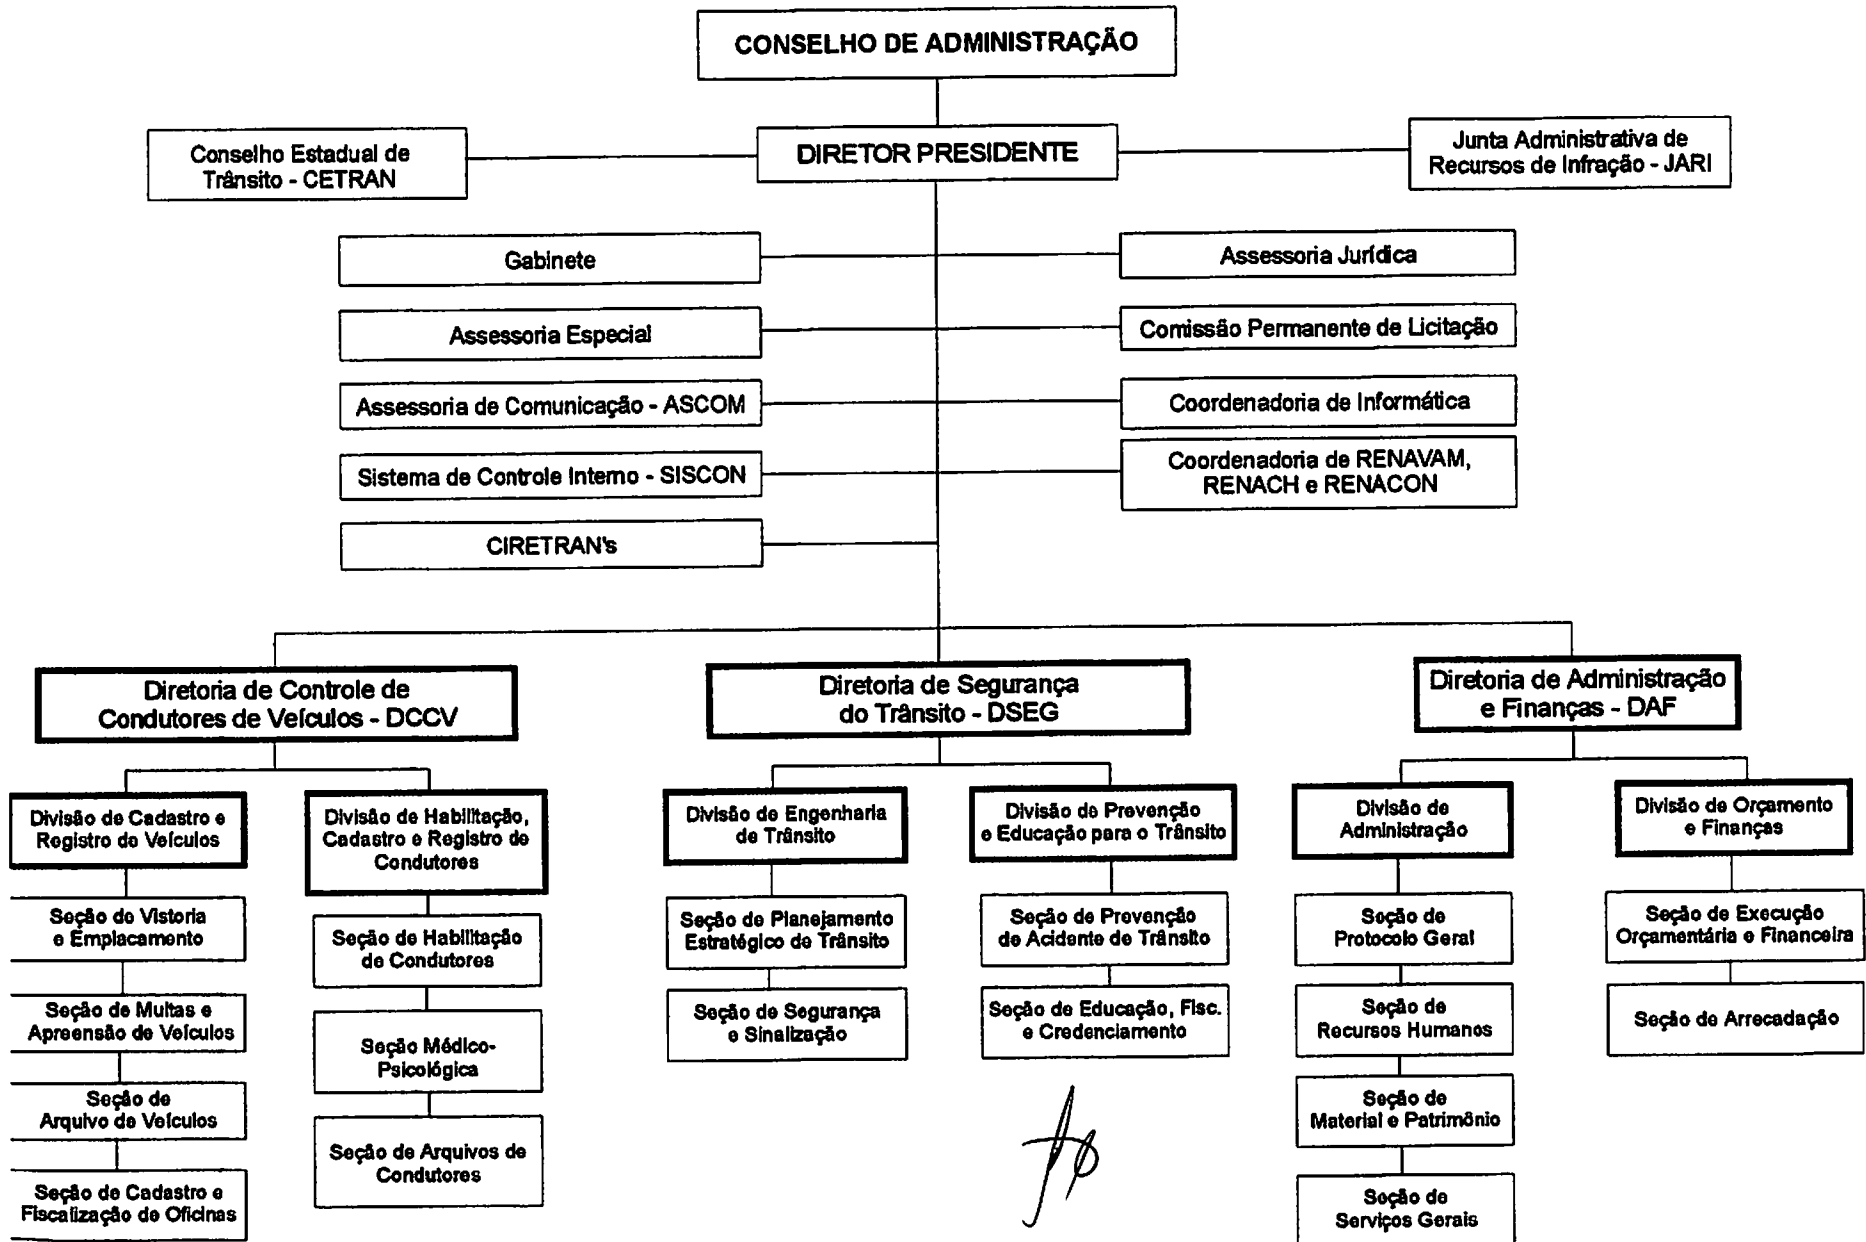 CONSELHO DE ADMINISTRAÇÃO
Conselho Estadual de
Trânsito - CETRAN
DIRETOR PRESIDENTE
Junta Administrativa de
Recursos de Infração - JARI
Gabinete
Assessoria Jurídica
Assessoria Especial
Comissão Permanente de Licitação
Assessoria de Comunicação - ASCOM
Coordenadoria de Informática
Sistema de Controle Interno - SISCON
Coordenadoria de RENAVAM,
RENACH e RENACON
CIRETRAN's
Diretoria de Controle de
Condutores de Veículos - DCCV
Diretoria de Segurança
do Trânsito - DSEG
Diretoria de Administração
e Finanças - DAF
Divisão de Cadastro e
Registro de Veículos
Divisão de Habilitação,
Cadastro e Registro de
Condutores
Divisão de Engenharia
de Trânsito
Divisão de Prevenção
e Educação para o Trânsito
Divisão de
Administração
Divisão de Orçamento
e Finanças
Seção de Vistoria
e Emplacamento
Seção de Multas e
Apreensão de Veículos
Seção de
Arquivo de Veículos
Seção de Cadastro e
Fiscalização de Oficinas
Seção de Habilitação
de Condutores
Seção Médico-
Psicológica
Seção de Arquivos de
Condutores
Seção de Planejamento
Estratégico de Trânsito
Seção de Segurança
e Sinalização
Seção de Prevenção
de Acidente de Trânsito
Seção de Educação, Fisc.
e Credenciamento
Seção de
Protocolo Geral
Seção de
Recursos Humanos
Seção de
Material e Patrimônio
Seção de
Serviços Gerais
Seção de Execução
Orçamentária e Financeira
Seção de Arrecadação